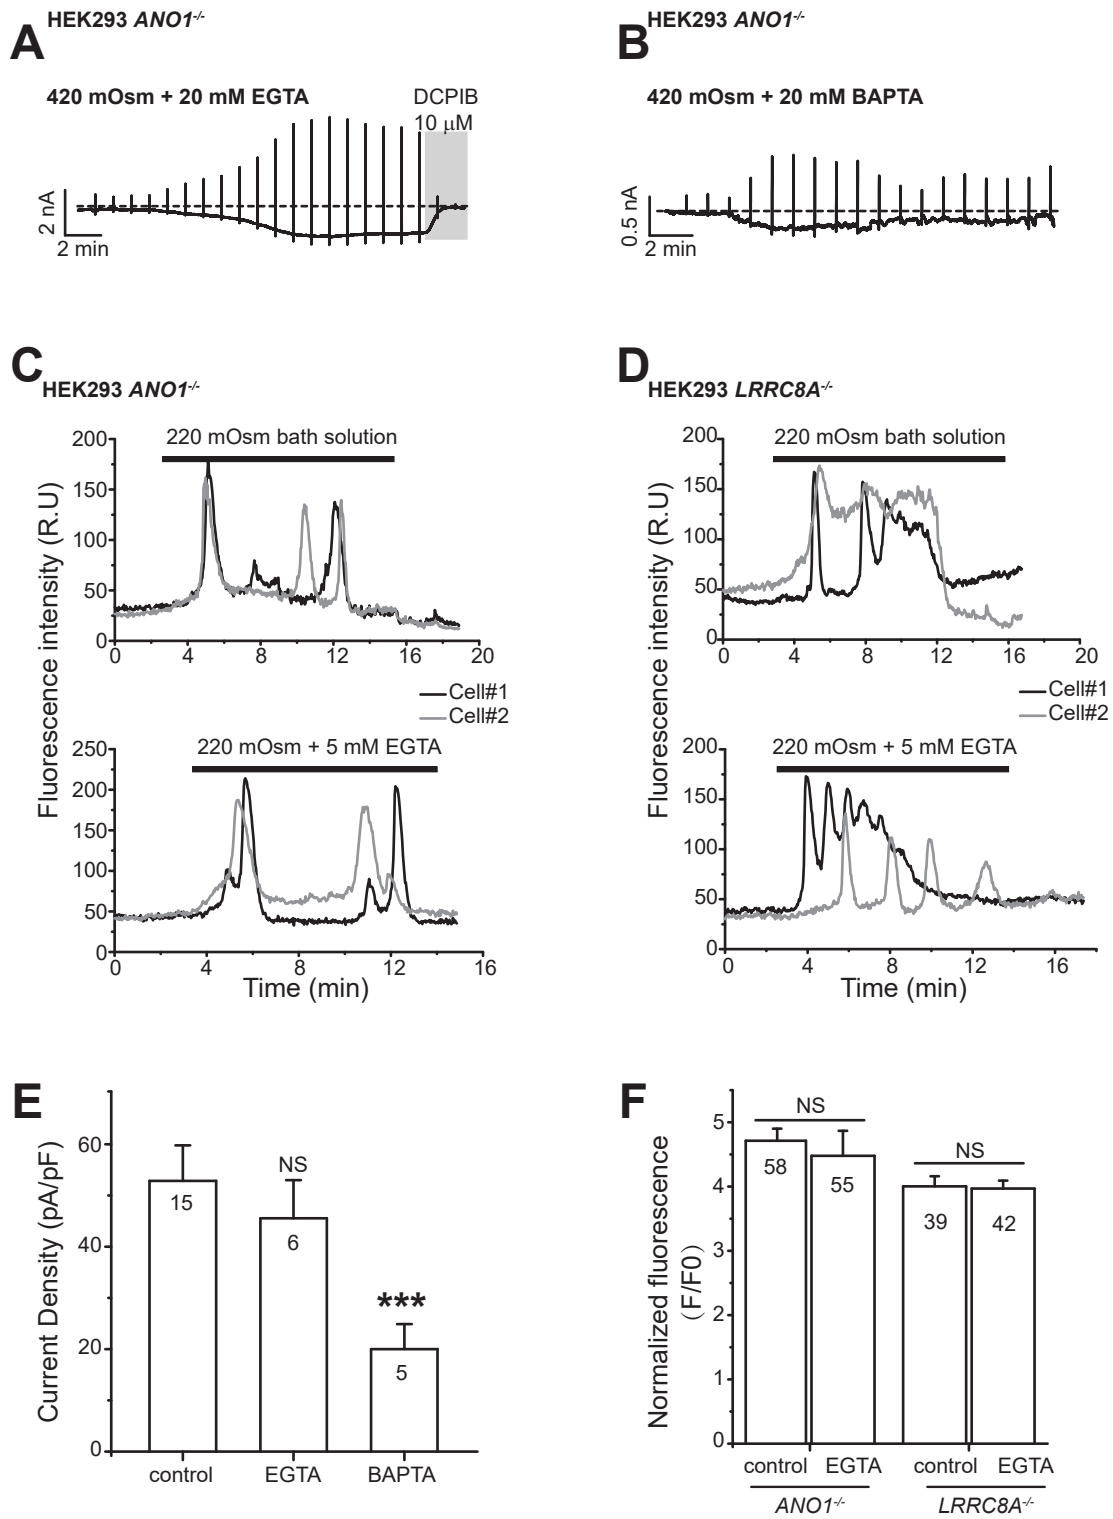 A
HEK293 ANO1-/-
420 mOsm + 20 mM EGTA
DCPIB
10 μM
2 nA
2 min
B
HEK293 ANO1-/-
420 mOsm + 20 mM BAPTA
0.5 nA
2 min
C
HEK293 ANO1-/-
220 mOsm bath solution
200
150
100
50
0
0 4 8 12 16 20
Cell#1
Cell#2
Fluorescence intensity (R.U)
220 mOsm + 5 mM EGTA
250
200
150
100
50
0
0 4 8 12 16
Time (min)
D
HEK293 LRRC8A-/-
220 mOsm bath solution
200
150
100
50
0
0 4 8 12 16 20
Cell#1
Cell#2
Fluorescence intensity (R.U)
220 mOsm + 5 mM EGTA
200
150
100
50
0
0 4 8 12 16
Time (min)
E
Current Density (pA/pF)
60
40
20
0
15
NS
6
***
5
control EGTA BAPTA
F
Normalized fluorescence
(F/F0)
5
4
3
2
1
0
NS
58
55
NS
39
42
control EGTA control EGTA
ANO1-/- LRRC8A-/-